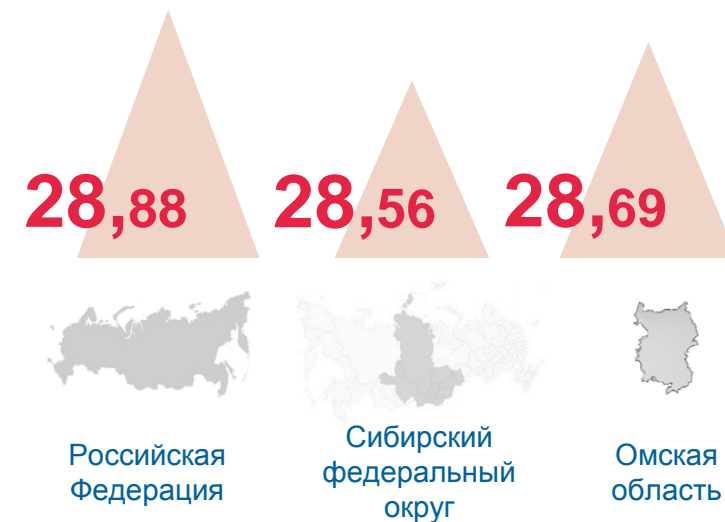 28,88
28,56
28,69
Российская
Федерация
Сибирский
федеральный
округ
Омская
область